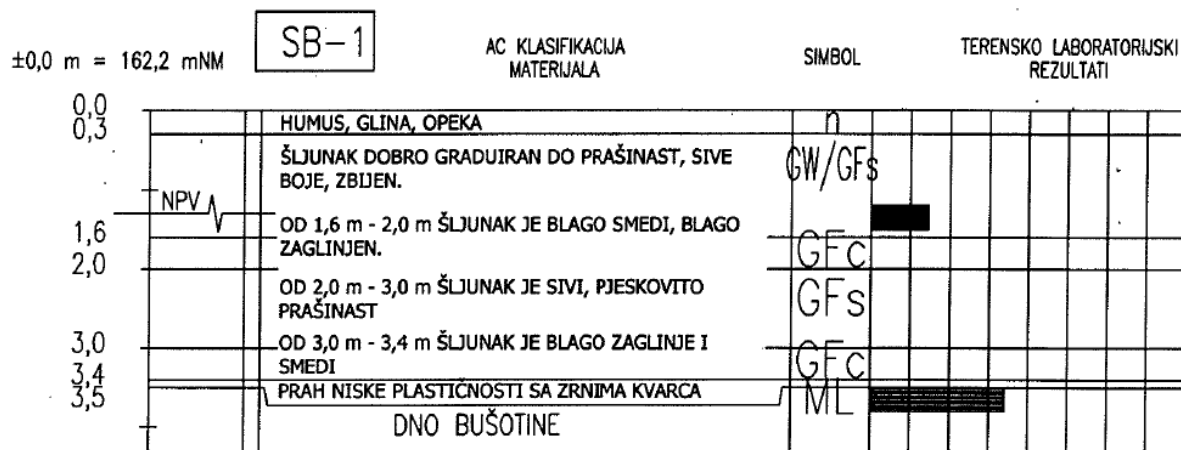 ±0,0 m = 162,2 mNM
SB-1
AC KLASIFIKACIJA
MATERIJALA
SIMBOL
TERENSKO LABORATORIJSKI
REZULTATI
0,0
0,3
HUMUS, GLINA, OPEKA
n
ŠLJUNAK DOBRO GRADUIRAN DO PRAŠINAST, SIVE
BOJE, ZBIJEN.
GW/GFs
NPV
1,6
OD 1,6 m - 2,0 m ŠLJUNAK JE BLAGO SMEDI, BLAGO
ZAGLINJEN.
GFc
2,0
OD 2,0 m - 3,0 m ŠLJUNAK JE SIVI, PJESKOVITO
PRAŠINAST
GFs
3,0
OD 3,0 m - 3,4 m ŠLJUNAK JE BLAGO ZAGLINJE I
SMEDI
GFc
3,4
3,5
PRAH NISKE PLASTIČNOSTI SA ZRNIMA KVARCA
ML
DNO BUŠOTINE